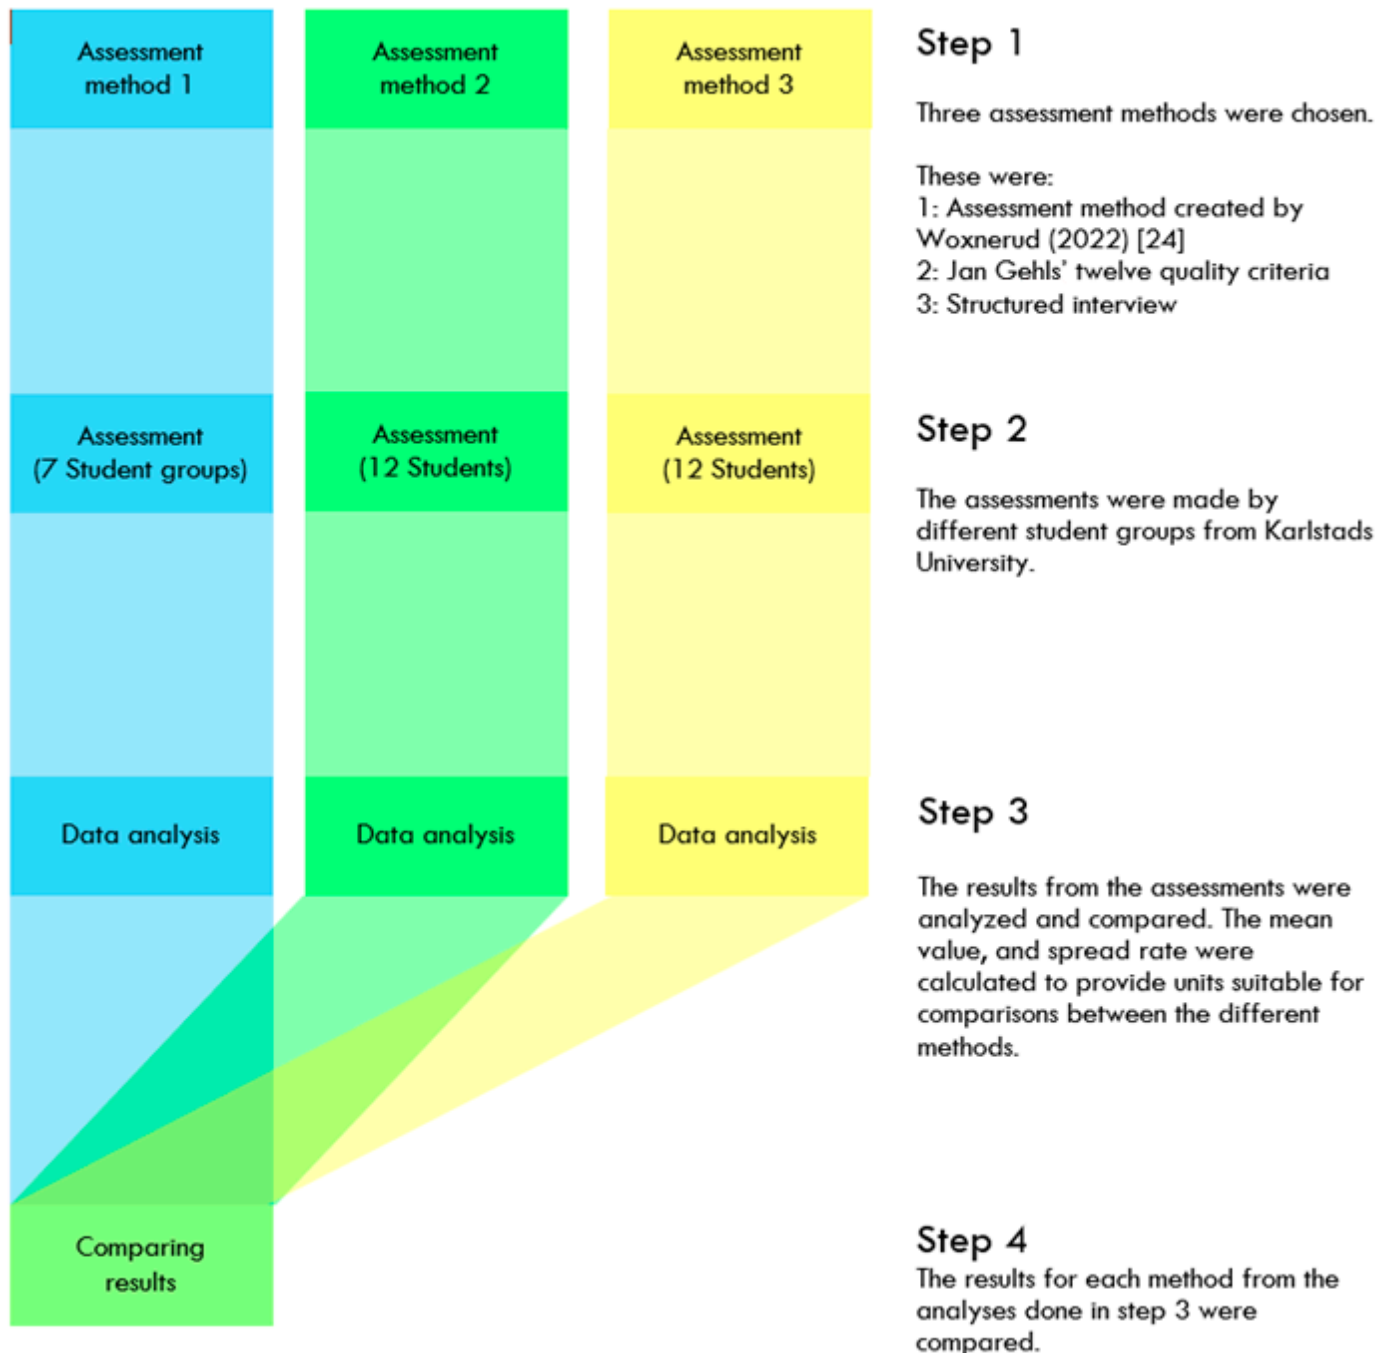 Assessment
method 1
Assessment
method 2
Assessment
method 3
Step 1
Three assessment methods were chosen.
These were:
1: Assessment method created by
Woxnerud (2022) [24]
2: Jan Gehls' twelve quality criteria
3: Structured interview
Assessment
(7 Student groups)
Assessment
(12 Students)
Assessment
(12 Students)
Step 2
The assessments were made by
different student groups from Karlstads
University.
Data analysis
Data analysis
Data analysis
Step 3
The results from the assessments were
analyzed and compared. The mean
value, and spread rate were
calculated to provide units suitable for
comparisons between the different
methods.
Comparing
results
Step 4
The results for each method from the
analyses done in step 3 were
compared.